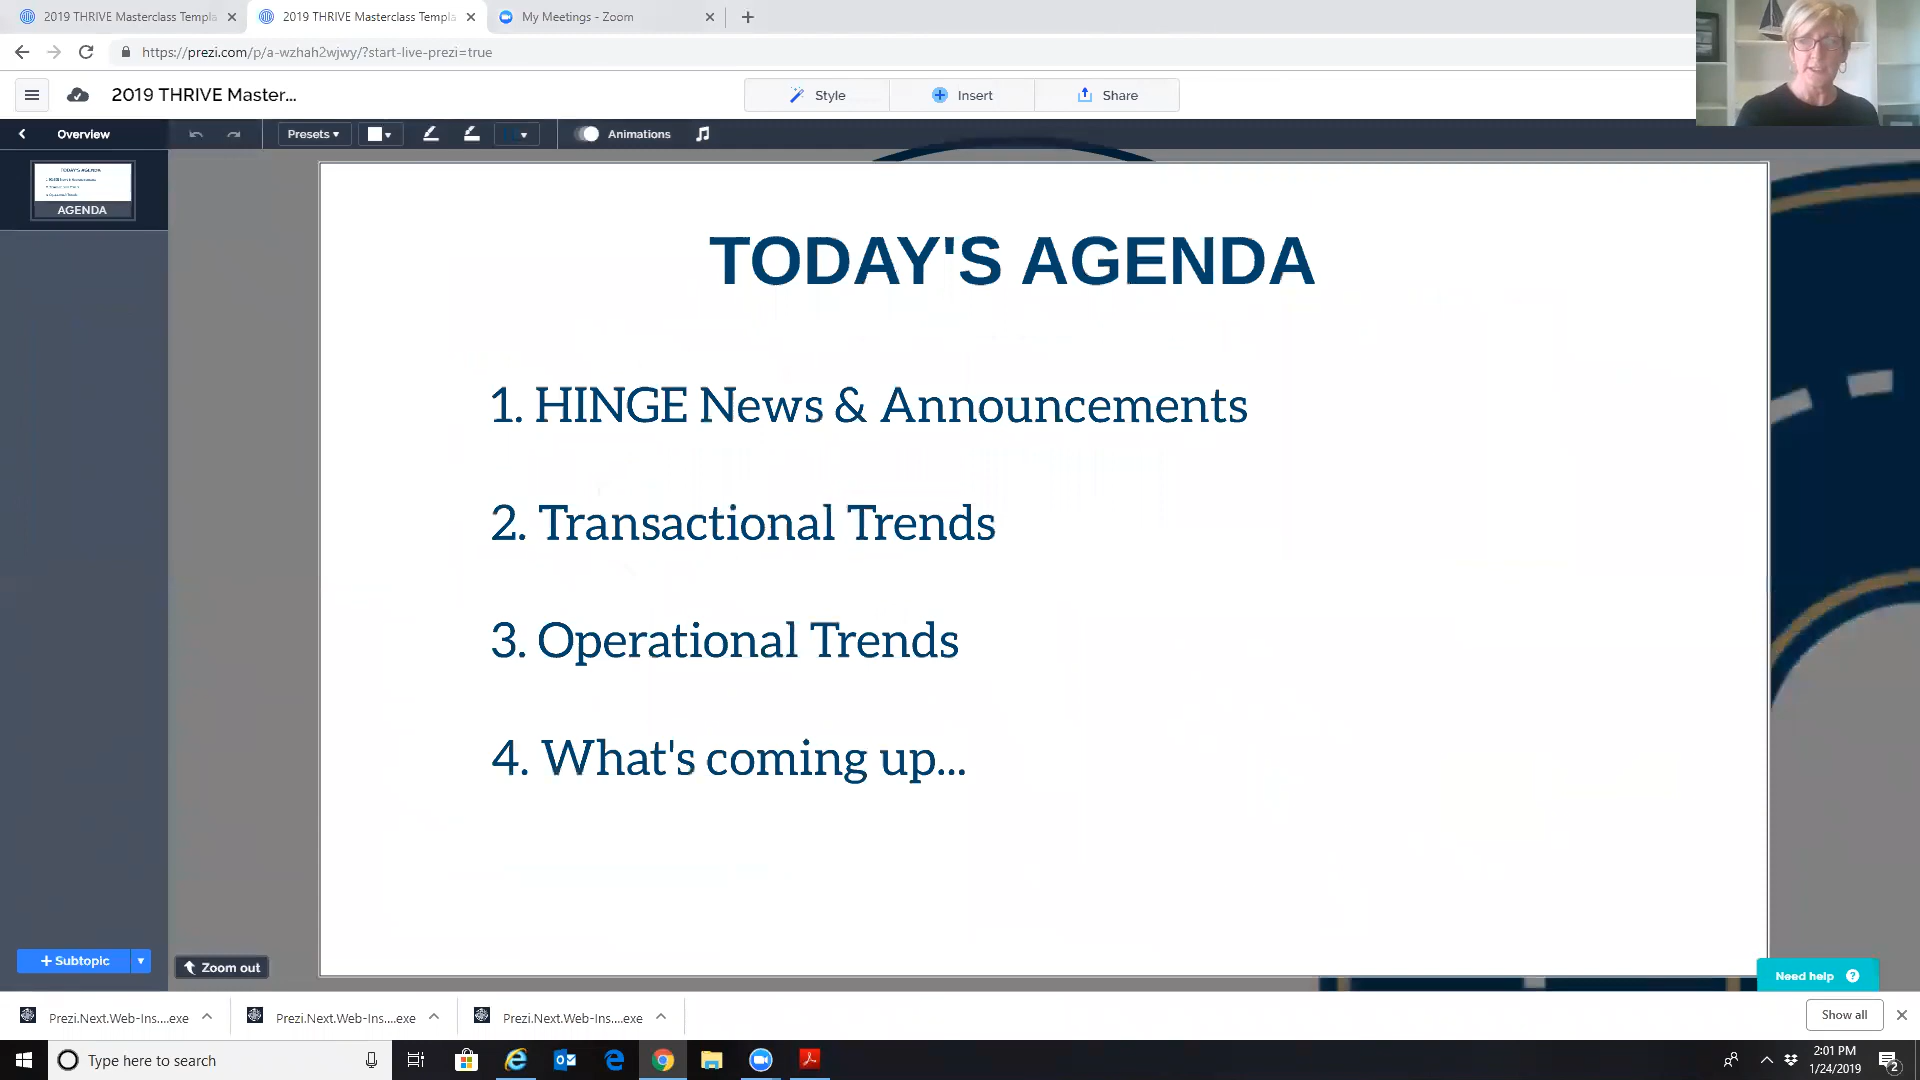 2019 THRIVE Masterclass Templa
2019 THRIVE Masterclass Templa
My Meetings - Zoom
https://prezi.com/p/a-wzhah2wjwy/?start-live-prezi=true
2019 THRIVE Master...
Style
Insert
Share
Overview
Presets
Animations
TODAY'S AGENDA
AGENDA
TODAY'S AGENDA
1. HINGE News & Announcements
2. Transactional Trends
3. Operational Trends
4. What's coming up...
+ Subtopic
Zoom out
Need help ?
Prezi.Next.Web-Ins....exe
Prezi.Next.Web-Ins....exe
Prezi.Next.Web-Ins....exe
Show all
Type here to search
2:01 PM
1/24/2019
2